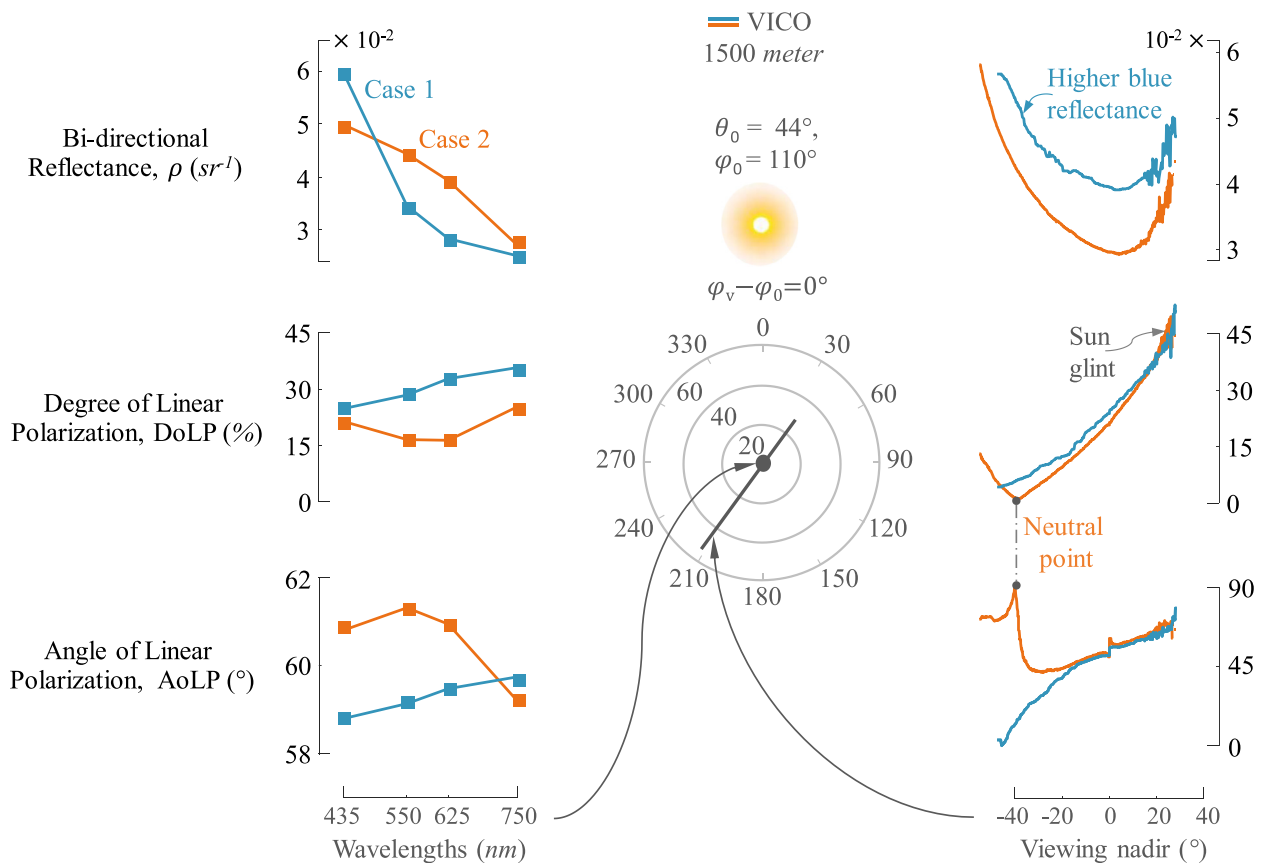 VICO
1500 meter
× 10⁻²
10⁻² ×
6
5
4
3
Case 1
Case 2
Bi-directional
Reflectance, ρ (sr⁻¹)
θ₀ = 44°,
φ₀ = 110°
φᵥ−φ₀=0°
Higher blue
reflectance
6
5
4
3
45
30
15
0
Degree of Linear
Polarization, DoLP (%)
0
30
60
90
120
150
180
210
240
270
300
330
60
40
20
Sun
glint
45
30
15
0
Neutral
point
62
60
58
Angle of Linear
Polarization, AoLP (°)
90
45
0
435 550 625 750
Wavelengths (nm)
-40 -20 0 20 40
Viewing nadir (°)